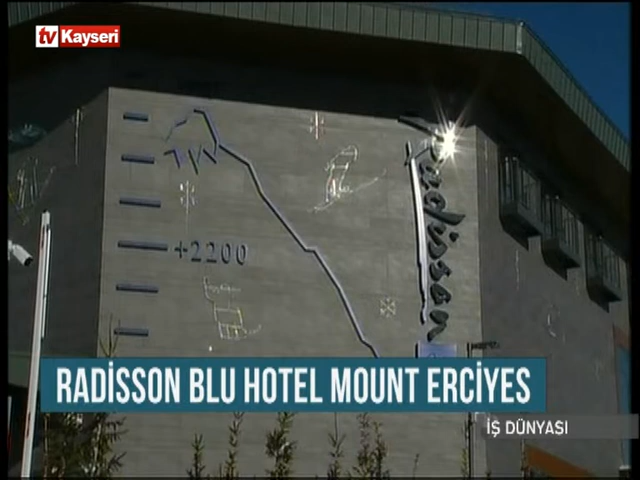 tv Kayseri
Radisson
+2200
RADİSSON BLU HOTEL MOUNT ERCİYES
İŞ DÜNYASI